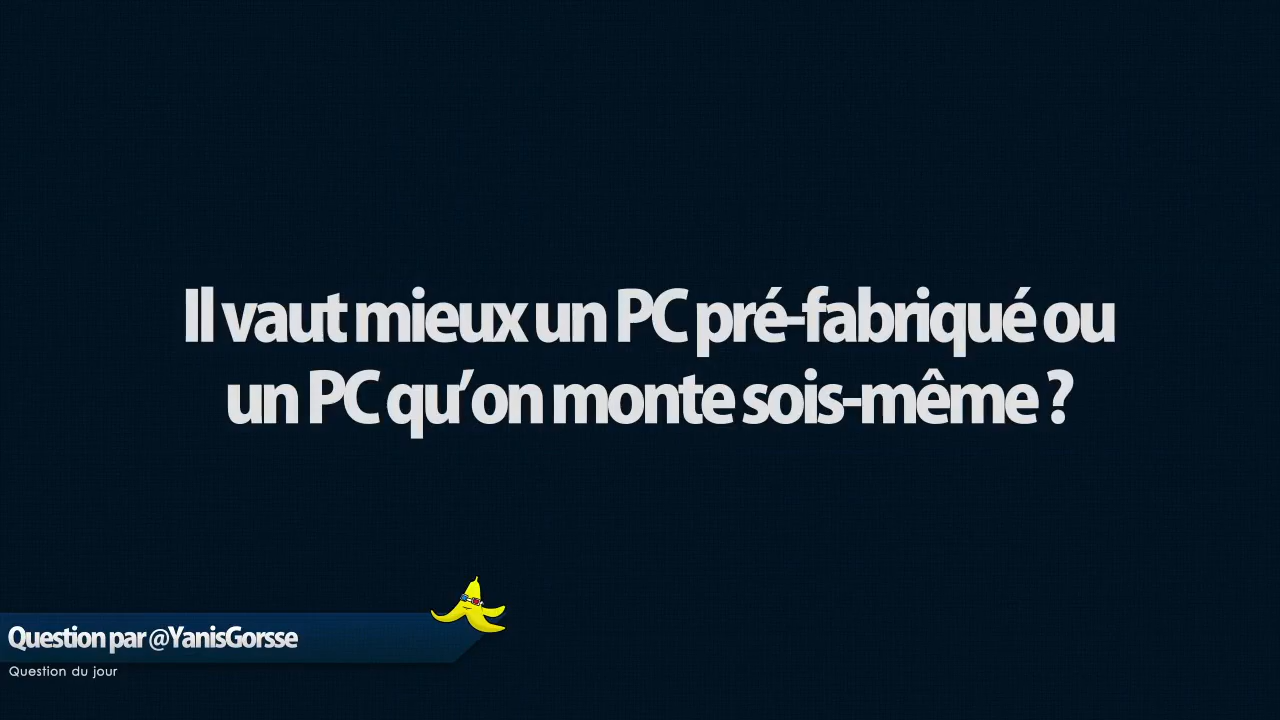 Il vaut mieux un PC pré-fabriqué ou
un PC qu’on monte sois-même ?
Question par @YanisGorsse
Question du jour